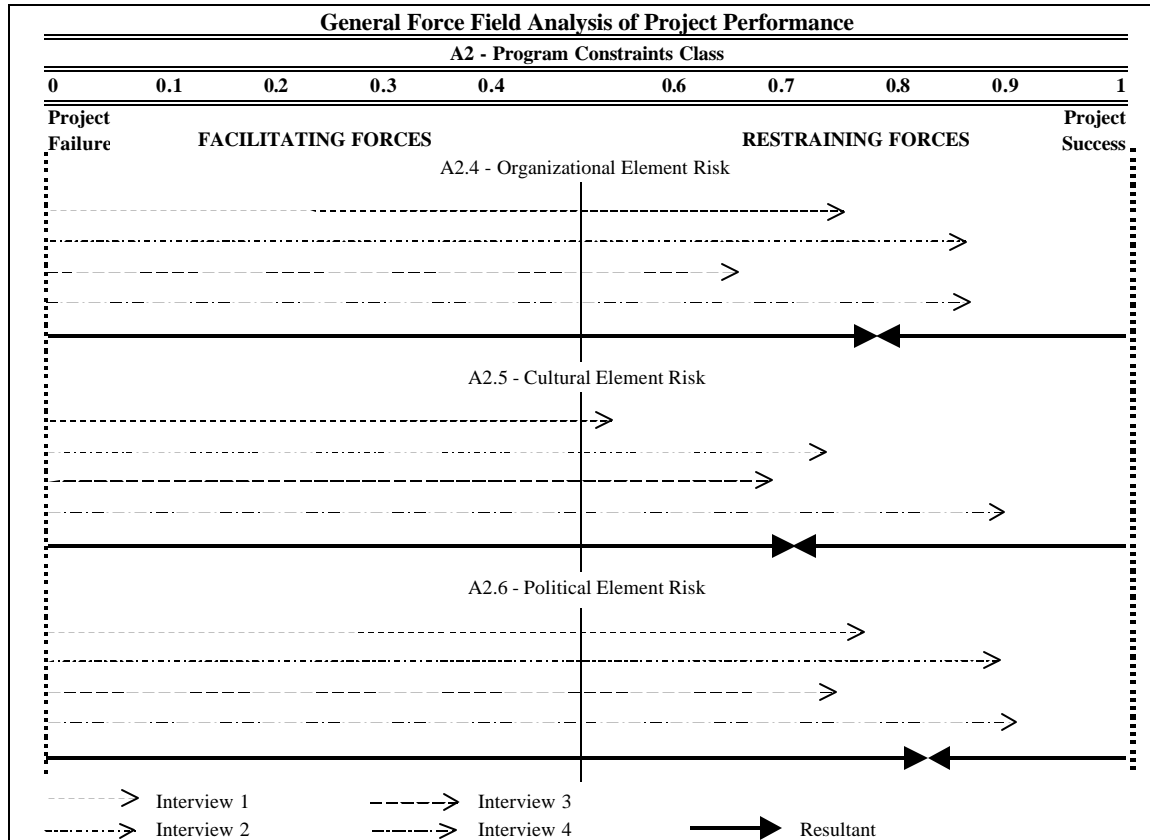 General Force Field Analysis of Project Performance
A2 - Program Constraints Class
0 0.1 0.2 0.3 0.4 0.6 0.7 0.8 0.9 1
Project Failure FACILITATING FORCES RESTRAINING FORCES Project Success
A2.4 - Organizational Element Risk
A2.5 - Cultural Element Risk
A2.6 - Political Element Risk
Interview 1 Interview 3
Interview 2 Interview 4 Resultant